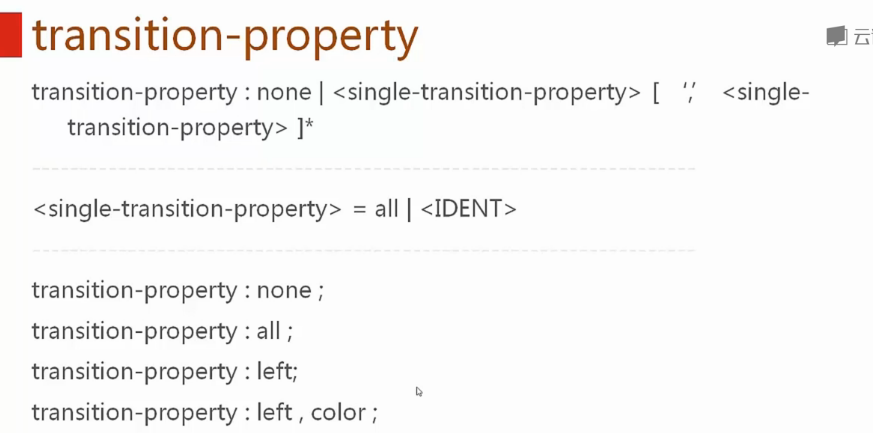 transition-property
云
transition-property : none | <single-transition-property> [ ',' <single-
transition-property> ]*
<single-transition-property> = all | <IDENT>
transition-property : none ;
transition-property : all ;
transition-property : left;
transition-property : left , color ;